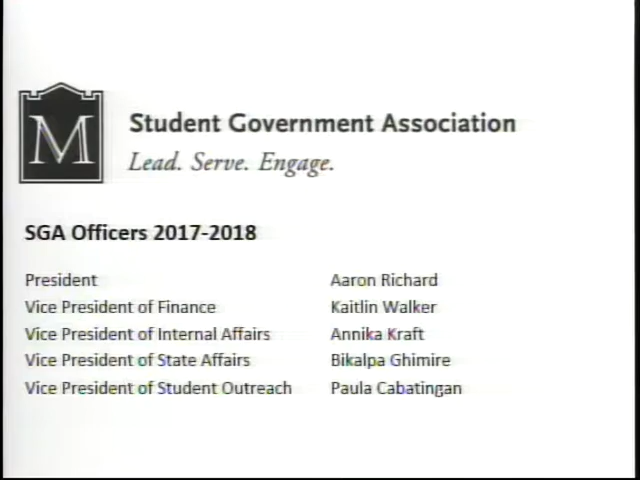 M
Student Government Association
Lead. Serve. Engage.
SGA Officers 2017-2018
President Aaron Richard
Vice President of Finance Kaitlin Walker
Vice President of Internal Affairs Annika Kraft
Vice President of State Affairs Bikalpa Ghimire
Vice President of Student Outreach Paula Cabatingan